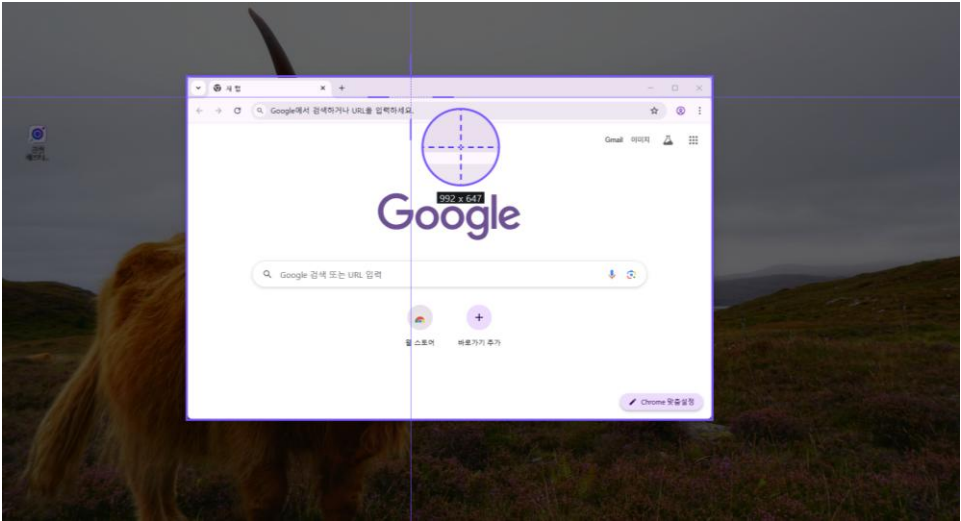 새 탭
Google에서 검색하거나 URL을 입력하세요.
Gmail 이미지
992 x 647
Google
Google 검색 또는 URL 입력
웹 스토어 바로가기 추가
Chrome 맞춤설정